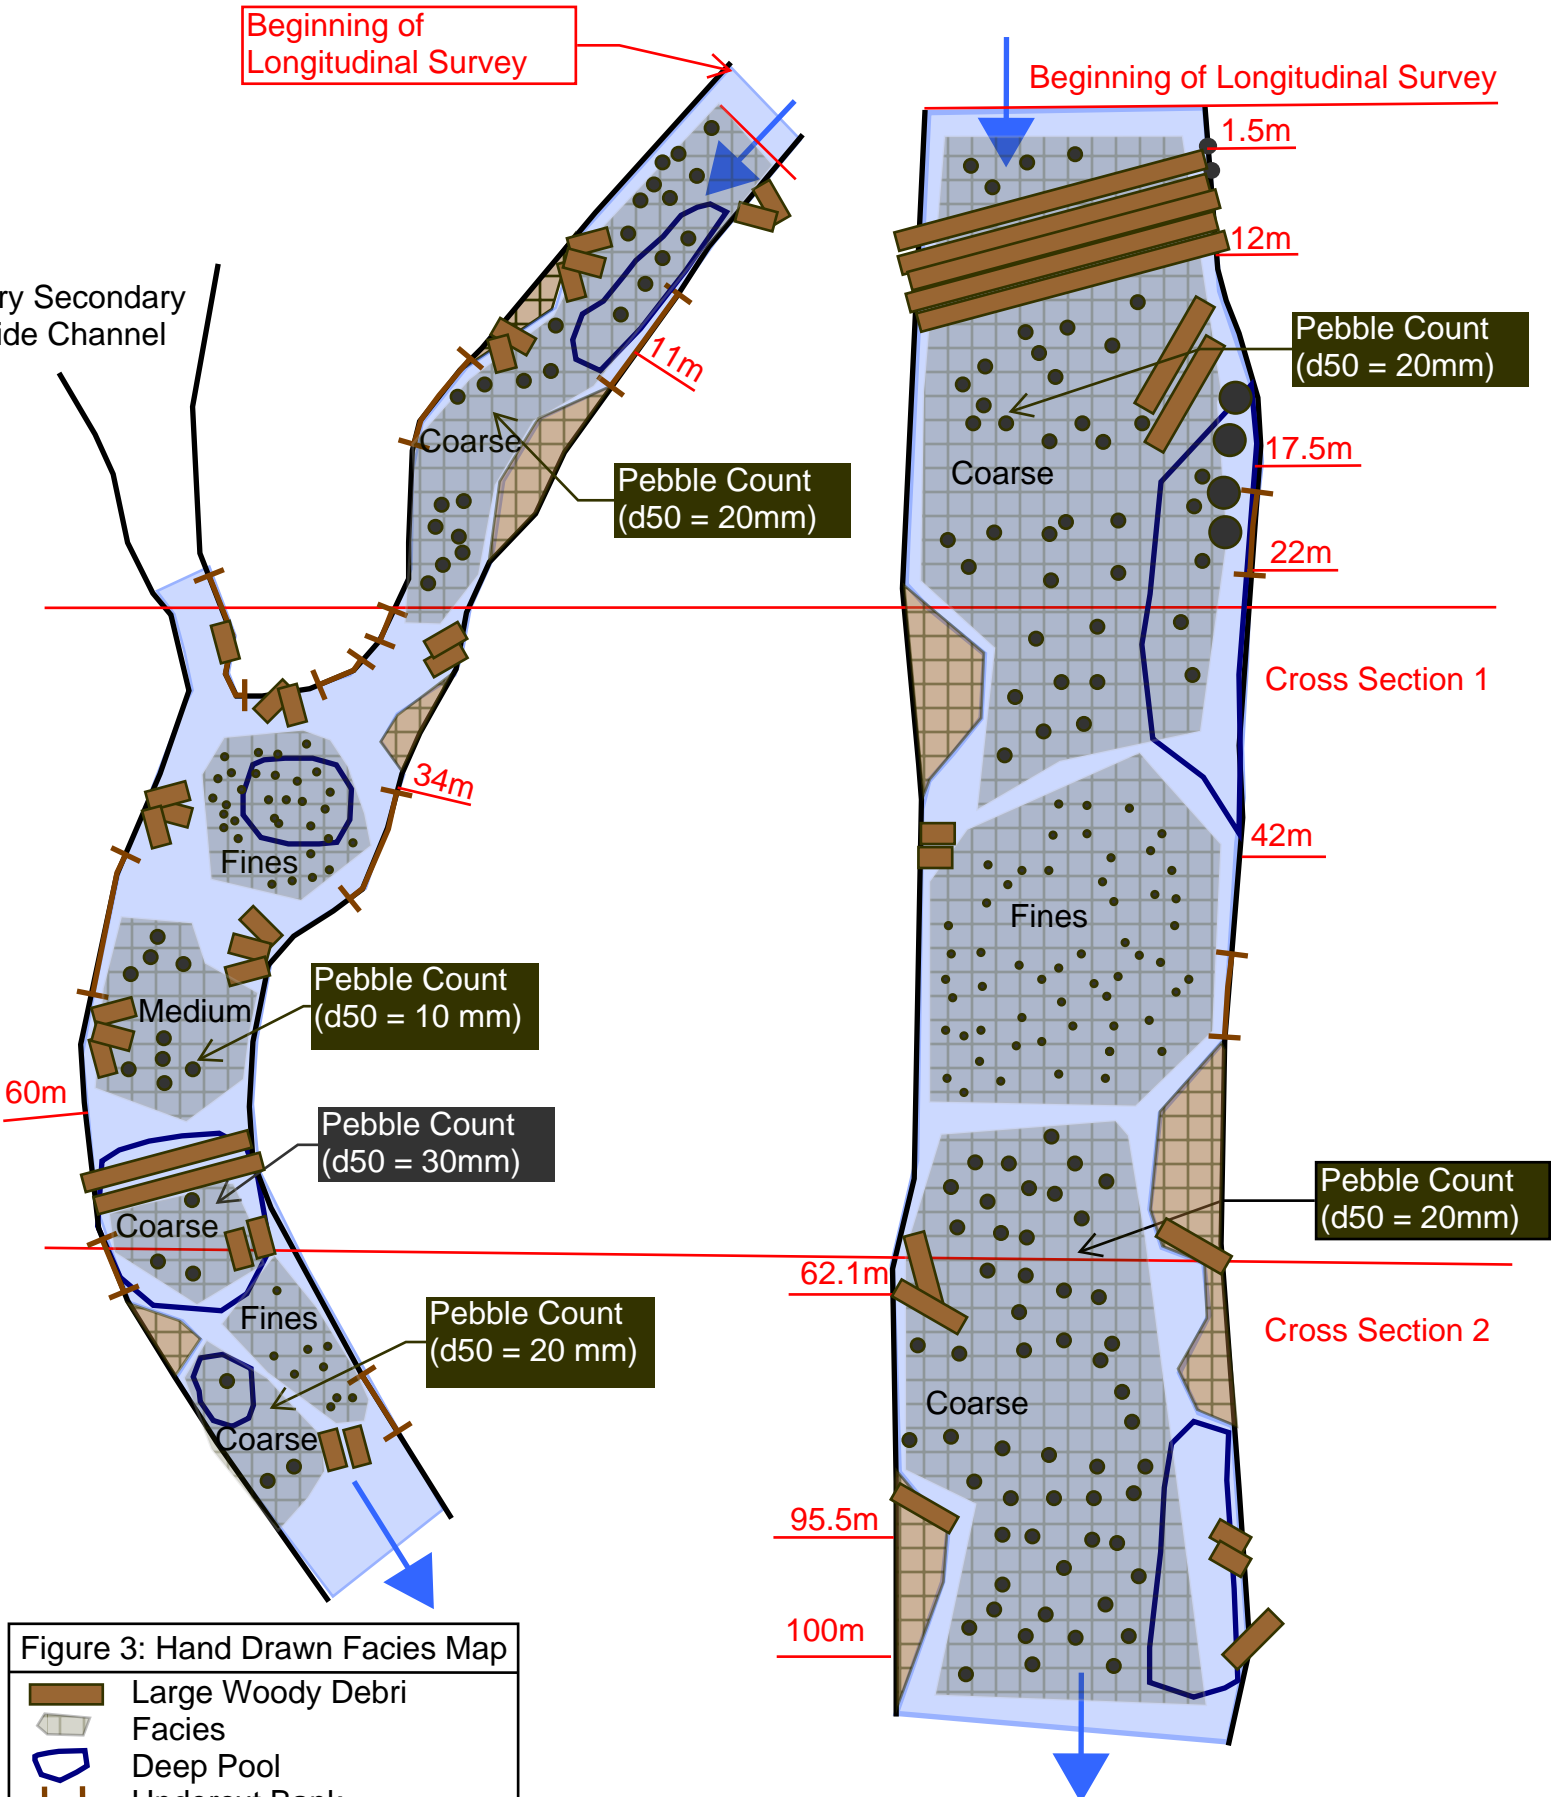 Beginning of
Longitudinal Survey
Beginning of Longitudinal Survey
1.5m
12m
ry Secondary
ide Channel
11m
Pebble Count
(d50 = 20mm)
Coarse
Pebble Count
(d50 = 20mm)
Coarse
17.5m
22m
Cross Section 1
34m
Fines
42m
Fines
Medium
Pebble Count
(d50 = 10 mm)
60m
Pebble Count
(d50 = 30mm)
Coarse
Pebble Count
(d50 = 20mm)
62.1m
Fines
Pebble Count
(d50 = 20 mm)
Cross Section 2
Coarse
Coarse
95.5m
100m
Figure 3: Hand Drawn Facies Map
Large Woody Debri
Facies
Deep Pool
Undercut Bank